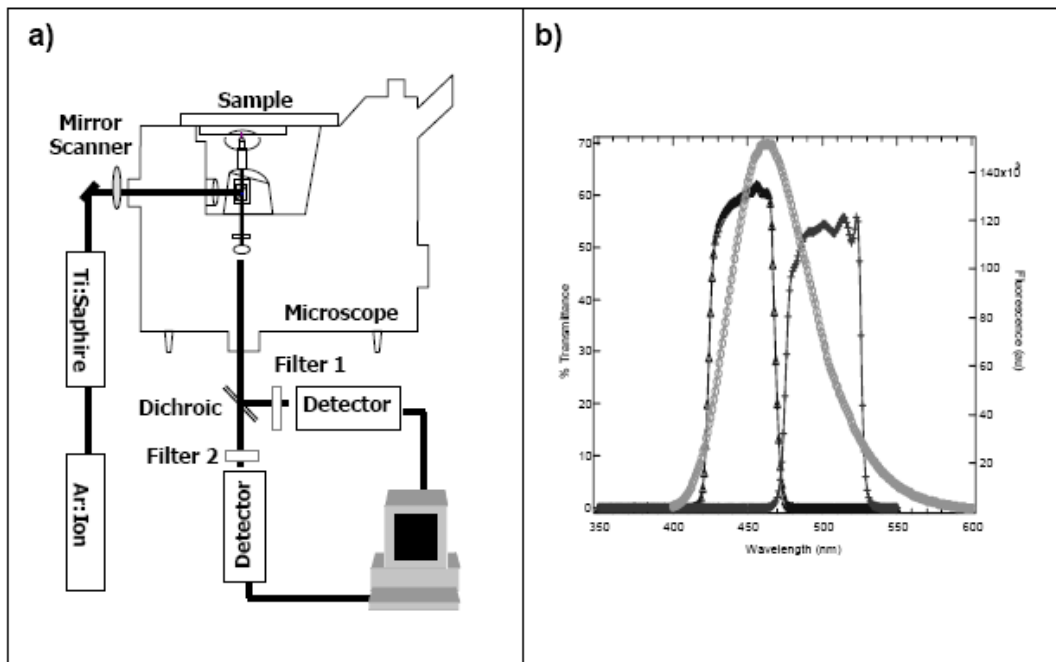 a)
Sample
Mirror
Scanner
Ti:Saphire
Microscope
Filter 1
Dichroic
Detector
Filter 2
Ar:Ion
Detector
b)
70
60
50
40
30
20
10
0
% Transmittance
140x10
120
100
80
60
40
20
Fluorescence (au)
350
400
450
500
550
600
Wavelength (nm)